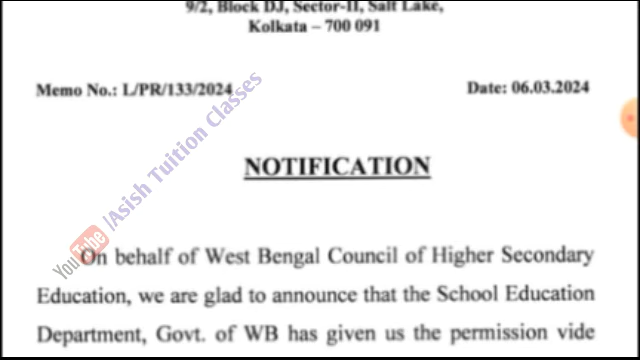 9/2, Block DJ, Sector-II, Salt Lake,
Kolkata – 700 091
Memo No.: L/PR/133/2024
Date: 06.03.2024
NOTIFICATION
YouTube /Asish Tuition Classes
On behalf of West Bengal Council of Higher Secondary
Education, we are glad to announce that the School Education
Department, Govt. of WB has given us the permission vide